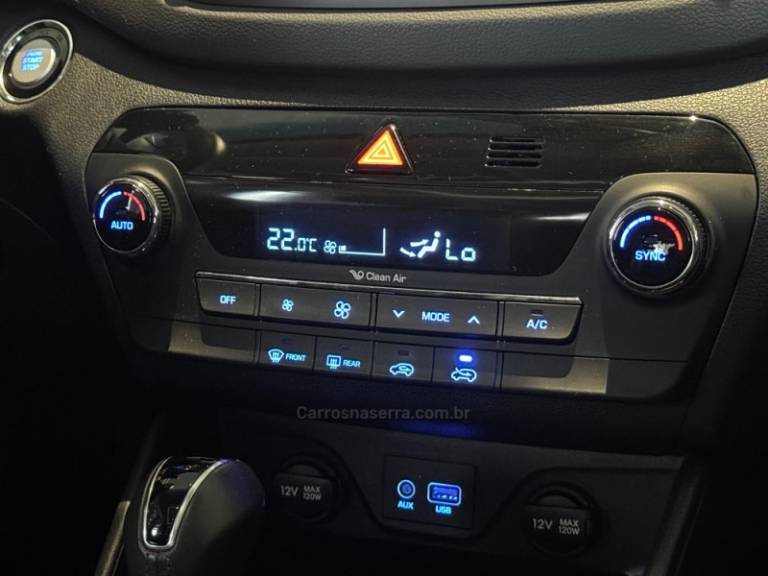 START
STOP
AUTO
22.0°C
Lo
SYNC
Clean Air
OFF
MODE
A/C
FRONT
REAR
Carrosnaserra.com.br
12V MAX 120W
AUX
USB
12V MAX 120W